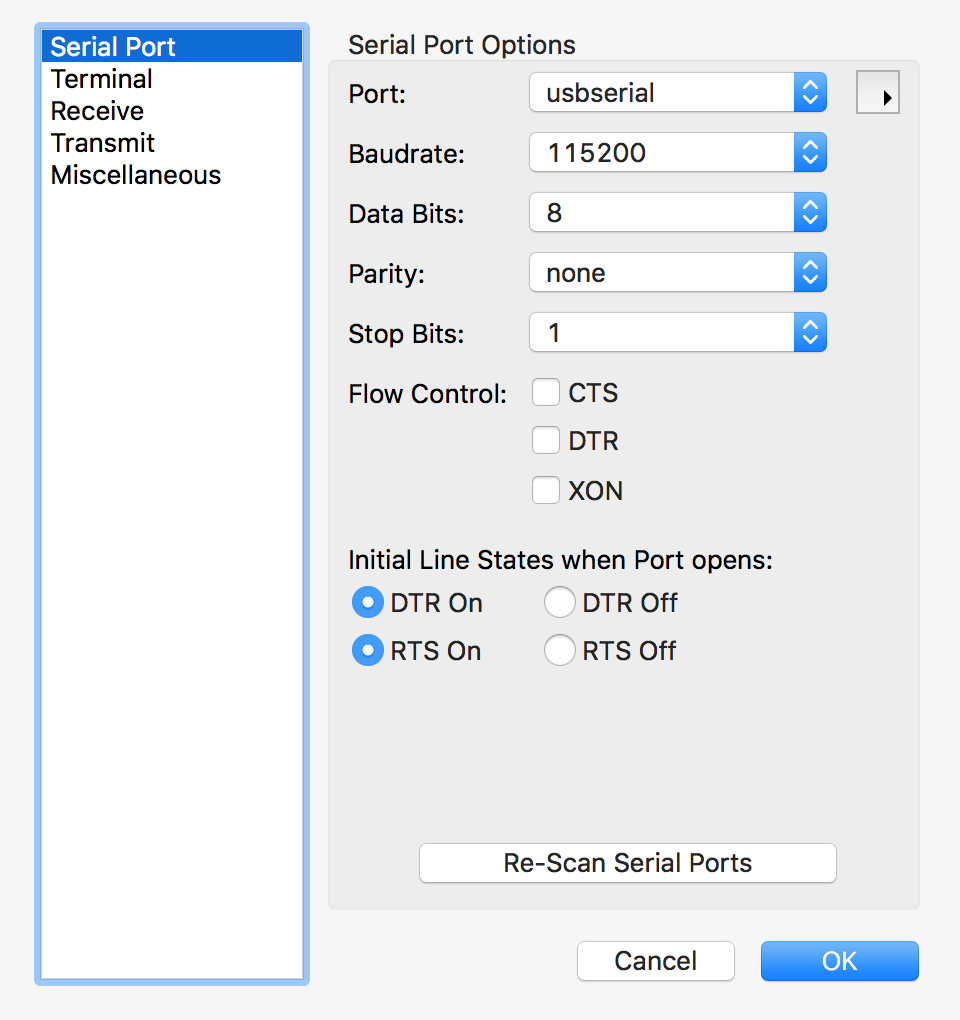 Serial Port
Terminal
Receive
Transmit
Miscellaneous
Serial Port Options
Port: usbserial
Baudrate: 115200
Data Bits: 8
Parity: none
Stop Bits: 1
Flow Control: CTS
DTR
XON
Initial Line States when Port opens:
DTR On DTR Off
RTS On RTS Off
Re-Scan Serial Ports
Cancel OK